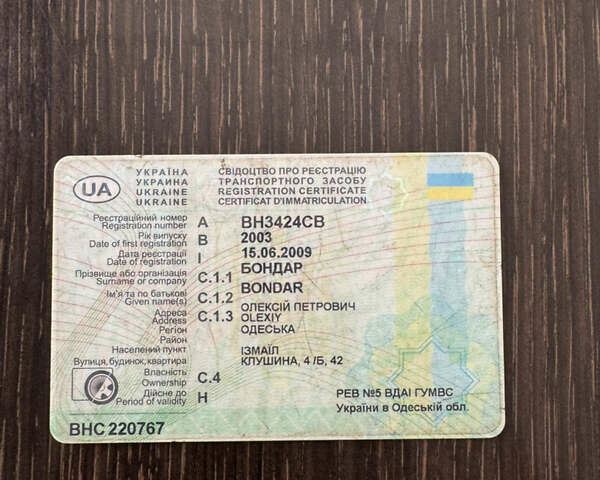 UA
УКРАЇНА
УКРАИНА
UKRAINE
UKRAINE
СВІДОЦТВО ПРО РЕЄСТРАЦІЮ
ТРАНСПОРТНОГО ЗАСОБУ
REGISTRATION CERTIFICATE
CERTIFICAT D'IMMATRICULATION
Реєстраційний номер
Registration number A BH3424CB
Рік випуску
Date of first registration B 2003
Дата реєстрації
Date of registration I 15.06.2009
Прізвище або організація
Surname or company C.1.1 БОНДАР
BONDAR
Ім'я та по батькові
Given name(s) C.1.2 ОЛЕКСІЙ ПЕТРОВИЧ
OLEXIY
Адреса
Address C.1.3
Регіон ОДЕСЬКА
Район
Населений пункт ІЗМАЇЛ
Вулиця, будинок, квартира КЛУШИНА, 4 /Б, 42
Власність
Ownership C.4
Дійсне до
Period of validity H
РЕВ №5 ВДАІ ГУМВС
України в Одеській обл.
ВНС 220767